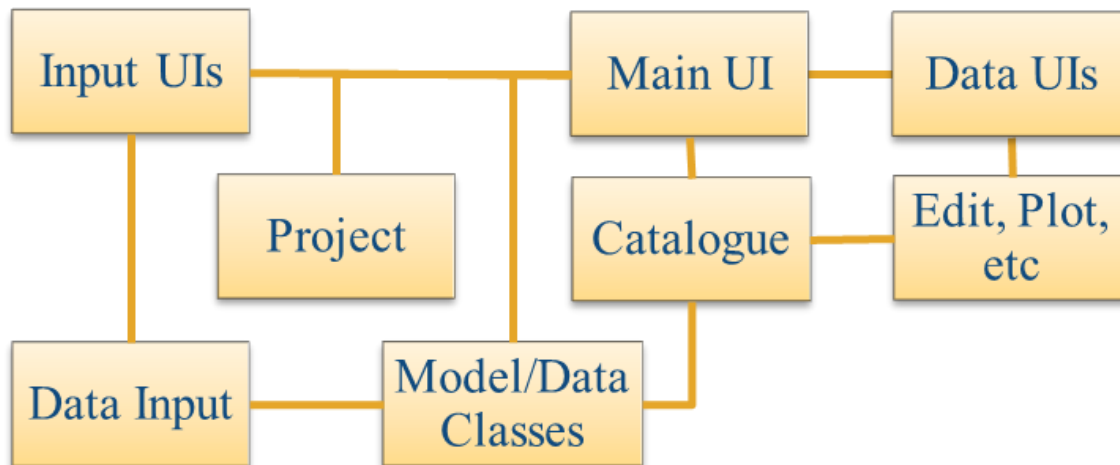 Input UIs
Main UI
Data UIs
Project
Catalogue
Edit, Plot,
etc
Data Input
Model/Data
Classes